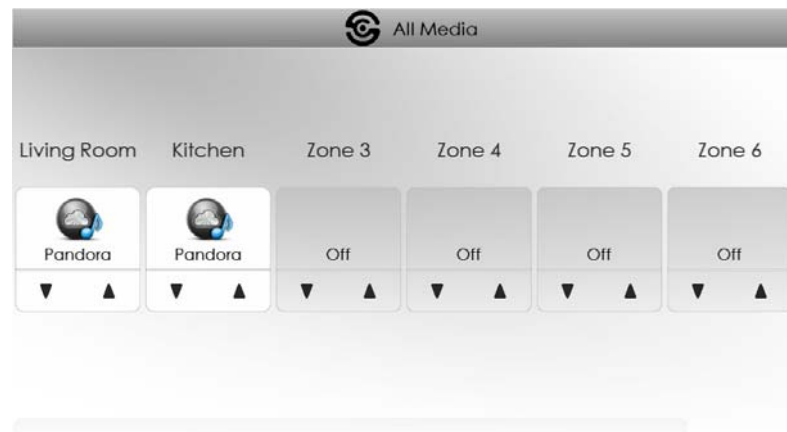 All Media
Living Room Kitchen Zone 3 Zone 4 Zone 5 Zone 6
Pandora Pandora Off Off Off Off